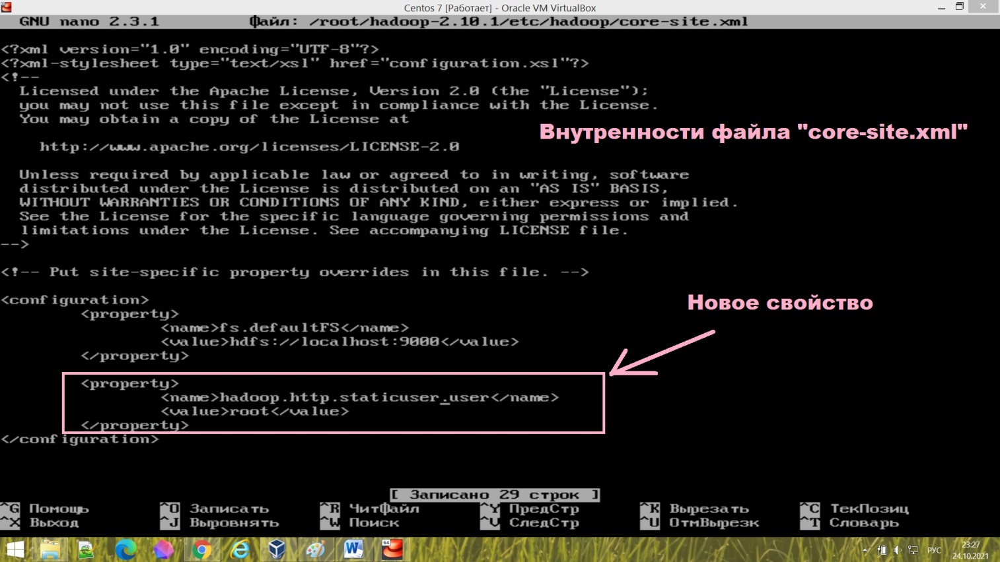 Centos 7 [Работает] - Oracle VM VirtualBox
GNU nano 2.3.1 Файл: /root/hadoop-2.10.1/etc/hadoop/core-site.xml
<?xml version="1.0" encoding="UTF-8"?>
<?xml-stylesheet type="text/xsl" href="configuration.xsl"?>
<!--
Licensed under the Apache License, Version 2.0 (the "License");
you may not use this file except in compliance with the License.
You may obtain a copy of the License at
http://www.apache.org/licenses/LICENSE-2.0
Внутренности файла "core-site.xml"
Unless required by applicable law or agreed to in writing, software
distributed under the License is distributed on an "AS IS" BASIS,
WITHOUT WARRANTIES OR CONDITIONS OF ANY KIND, either express or implied.
See the License for the specific language governing permissions and
limitations under the License. See accompanying LICENSE file.
-->
<!-- Put site-specific property overrides in this file. -->
<configuration>
<property>
<name>fs.defaultFS</name>
<value>hdfs://localhost:9000</value>
</property>
Новое свойство
<property>
<name>hadoop.http.staticuser.user</name>
<value>root</value>
</property>
</configuration>
[ Записано 29 строк ]
^G Помощь ^O Записать ^R ЧитФайл ^Y ПредСтр ^K Вырезать ^C ТекПозиц
^X Выход ^J Выровнять ^W Поиск ^V СледСтр ^U ОтмВырезк ^T Словарь
64
РУС
23:27
24.10.2021